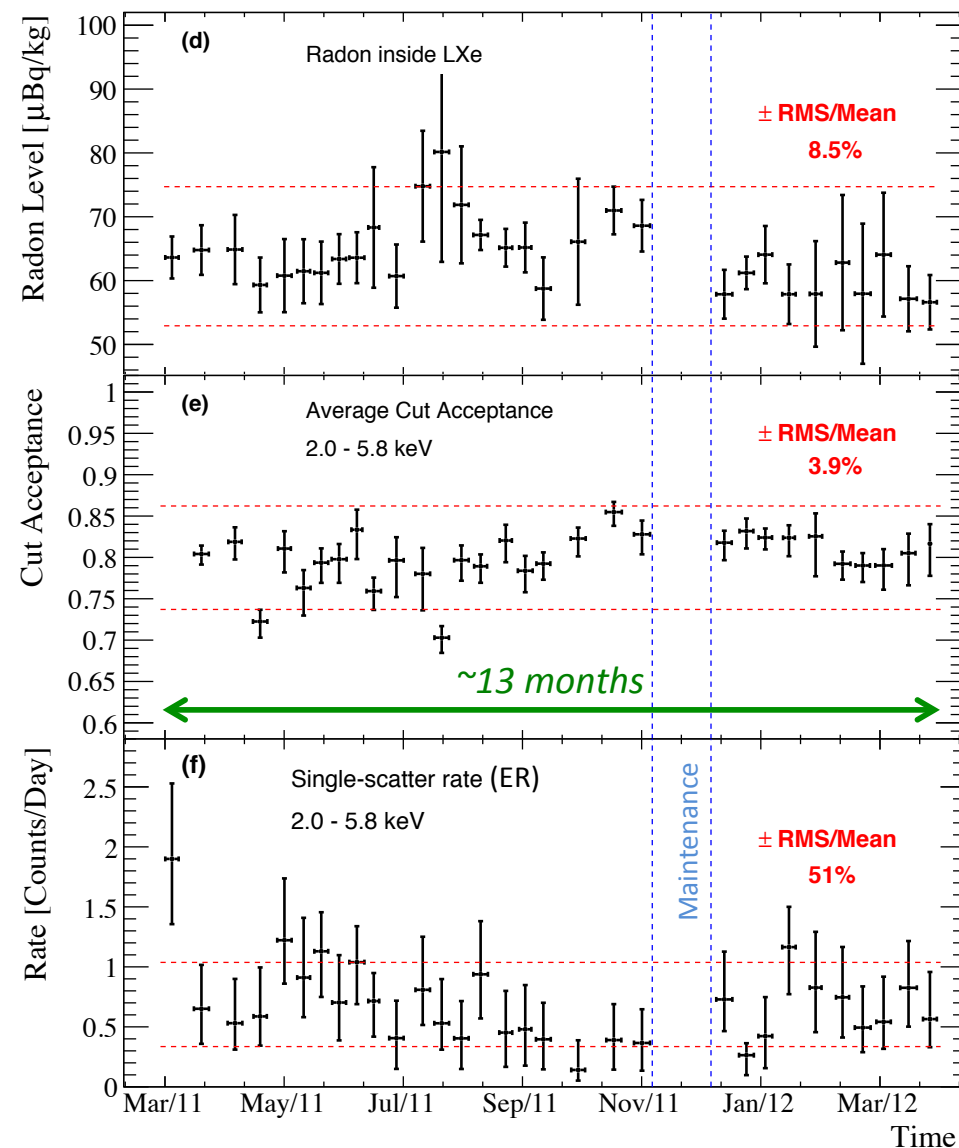 100
(d)
Radon inside LXe
90
± RMS/Mean
8.5%
80
70
60
50
Radon Level [μBq/kg]
1
(e)
Average Cut Acceptance
0.95
2.0 - 5.8 keV
± RMS/Mean
3.9%
0.9
0.85
0.8
0.75
0.7
~13 months
0.65
0.6
Cut Acceptance
(f)
Single-scatter rate (ER)
2.5
2.0 - 5.8 keV
Maintenance
± RMS/Mean
51%
2
1.5
1
0.5
0
Rate [Counts/Day]
Mar/11 May/11 Jul/11 Sep/11 Nov/11 Jan/12 Mar/12
Time